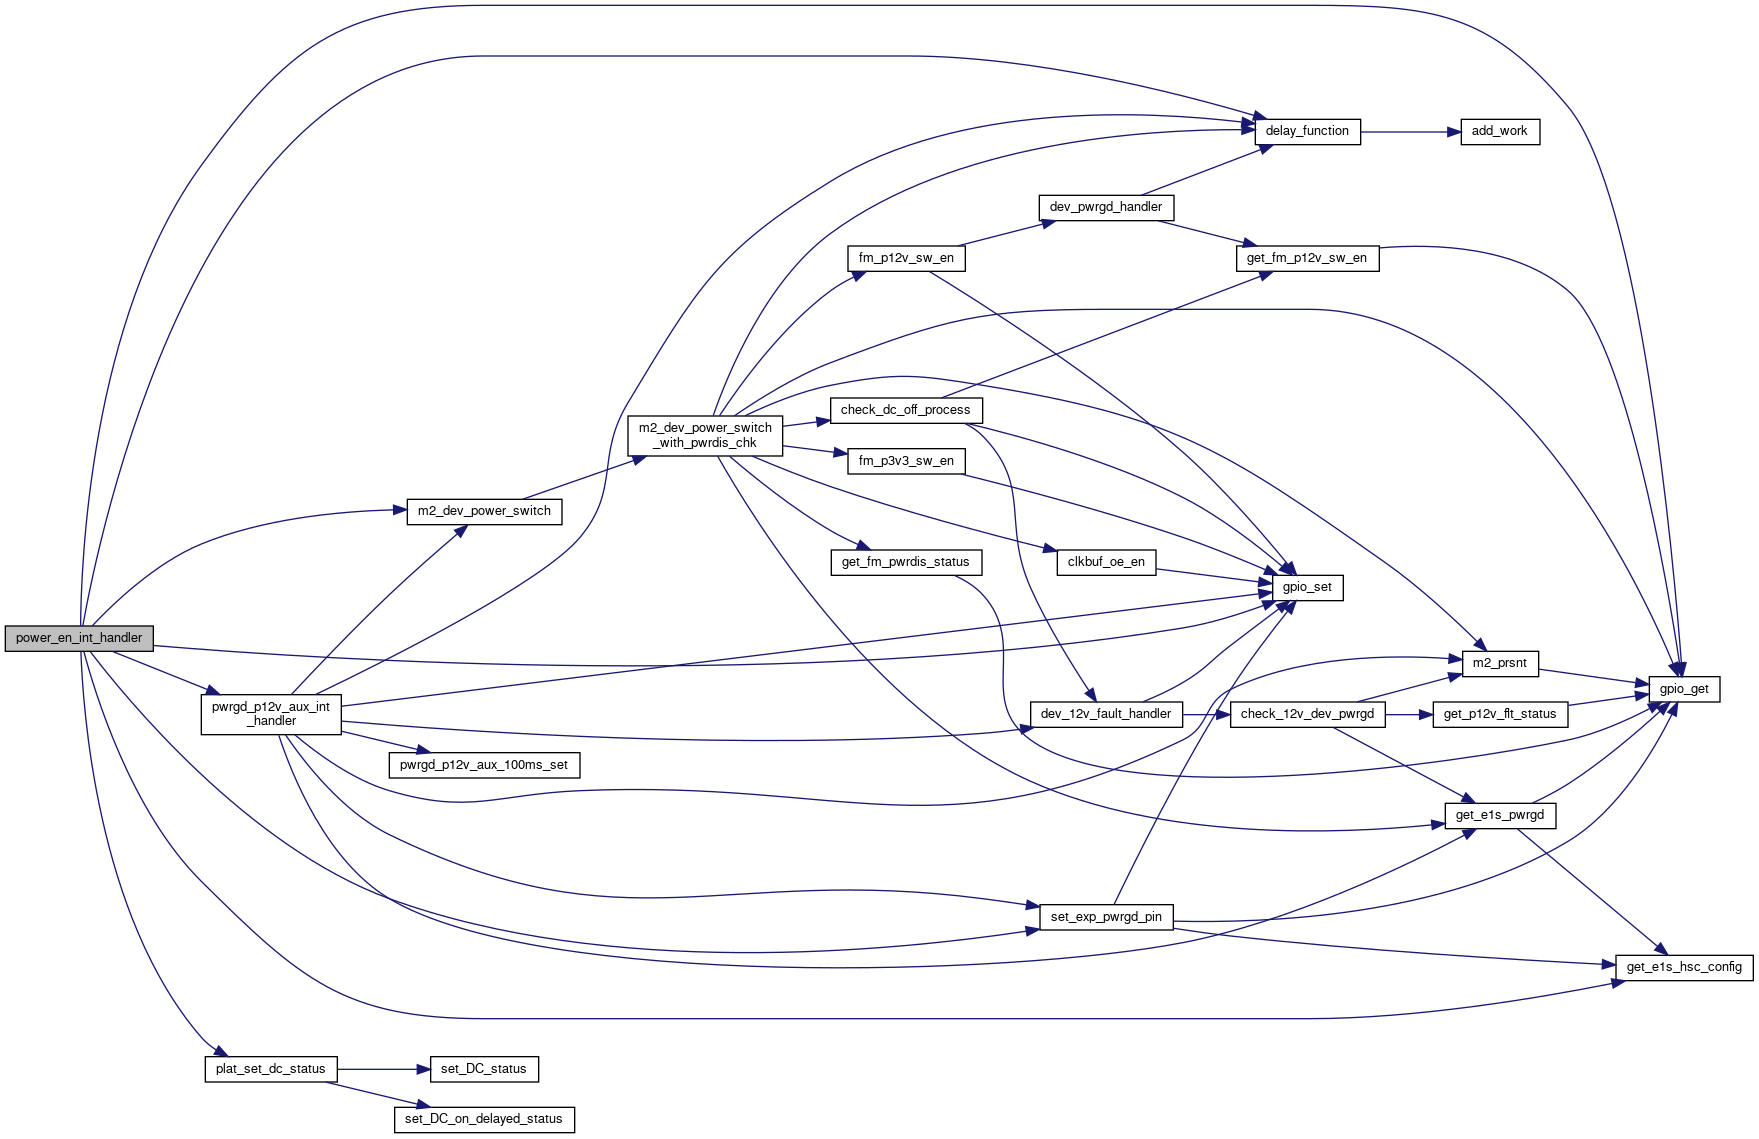 delay_function
add_work
dev_pwrgd_handler
fm_p12v_sw_en
get_fm_p12v_sw_en
check_dc_off_process
m2_dev_power_switch
_with_pwrdis_chk
fm_p3v3_sw_en
m2_dev_power_switch
get_fm_pwrdis_status
clkbuf_oe_en
gpio_set
power_en_int_handler
m2_prsnt
gpio_get
pwrgd_p12v_aux_int
_handler
dev_12v_fault_handler
check_12v_dev_pwrgd
get_p12v_flt_status
pwrgd_p12v_aux_100ms_set
get_e1s_pwrgd
set_exp_pwrgd_pin
get_e1s_hsc_config
plat_set_dc_status
set_DC_status
set_DC_on_delayed_status